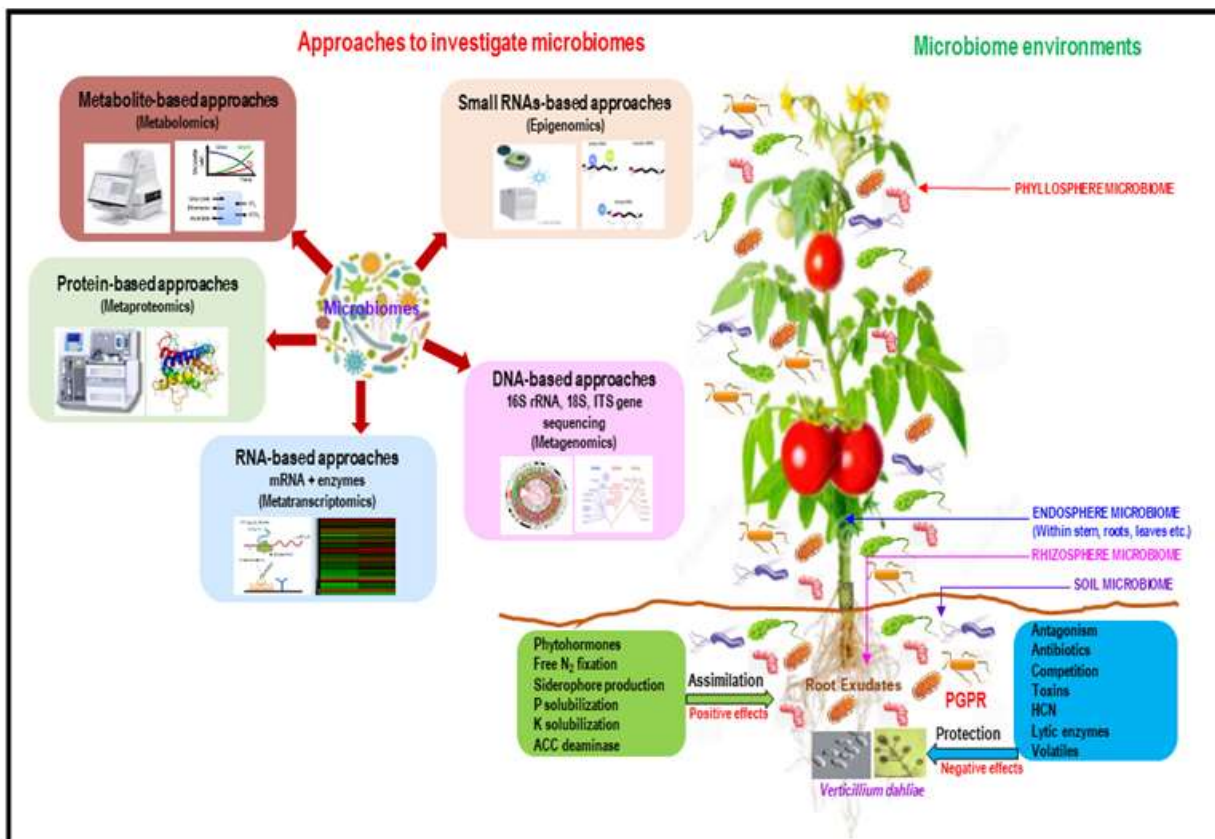 Approaches to investigate microbiomes
Microbiome environments
Metabolite-based approaches
(Metabolomics)
Small RNAs-based approaches
(Epigenomics)
PHYLLOSPHERE MICROBIOME
Protein-based approaches
(Metaproteomics)
Microbiomes
DNA-based approaches
16S rRNA, 18S, ITS gene
sequencing
(Metagenomics)
RNA-based approaches
mRNA + enzymes
(Metatranscriptomics)
ENDOSPHERE MICROBIOME
(Within stem, roots, leaves etc.)
RHIZOSPHERE MICROBIOME
SOIL MICROBIOME
Phytohormones
Free N₂ fixation
Siderophore production
P solubilization
K solubilization
ACC deaminase
Assimilation
Positive effects
Root Exudates
PGPR
Antagonism
Antibiotics
Competition
Toxins
HCN
Lytic enzymes
Volatiles
Protection
Negative effects
Verticillium dahliae